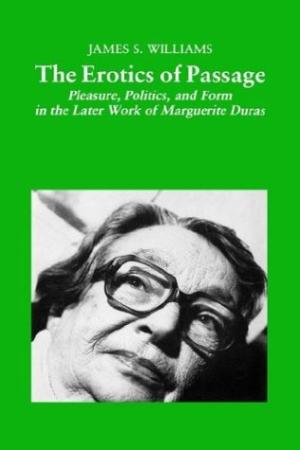 JAMES S. WILLIAMS
The Erotics of Passage
Pleasure, Politics, and Form
in the Later Work of Marguerite Duras